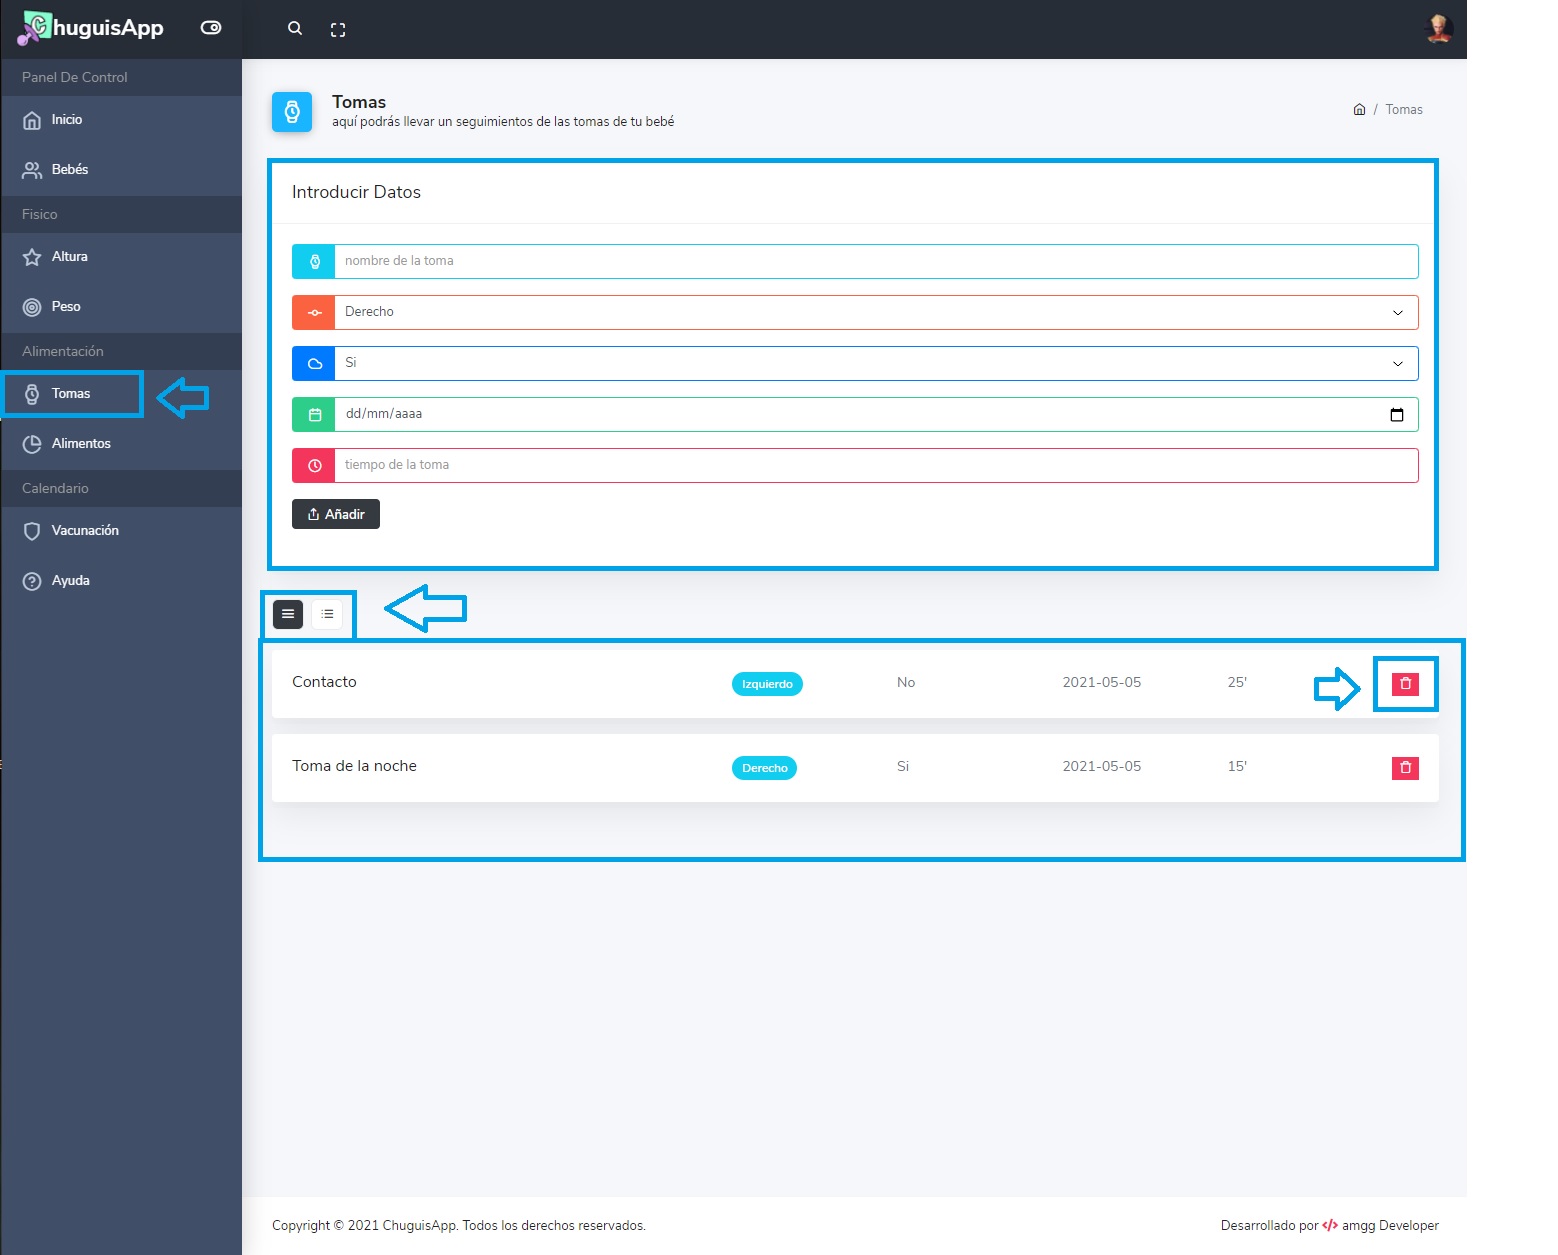 ChuguisApp
Panel De Control
Inicio
Bebés
Fisico
Altura
Peso
Alimentación
Tomas
Alimentos
Calendario
Vacunación
Ayuda
Tomas
aquí podrás llevar un seguimientos de las tomas de tu bebé
/ Tomas
Introducir Datos
nombre de la toma
Derecho
Si
dd/mm/aaaa
tiempo de la toma
Añadir
Contacto Izquierdo No 2021-05-05 25'
Toma de la noche Derecho Si 2021-05-05 15'
Copyright © 2021 ChuguisApp. Todos los derechos reservados. Desarrollado por </> amgg Developer